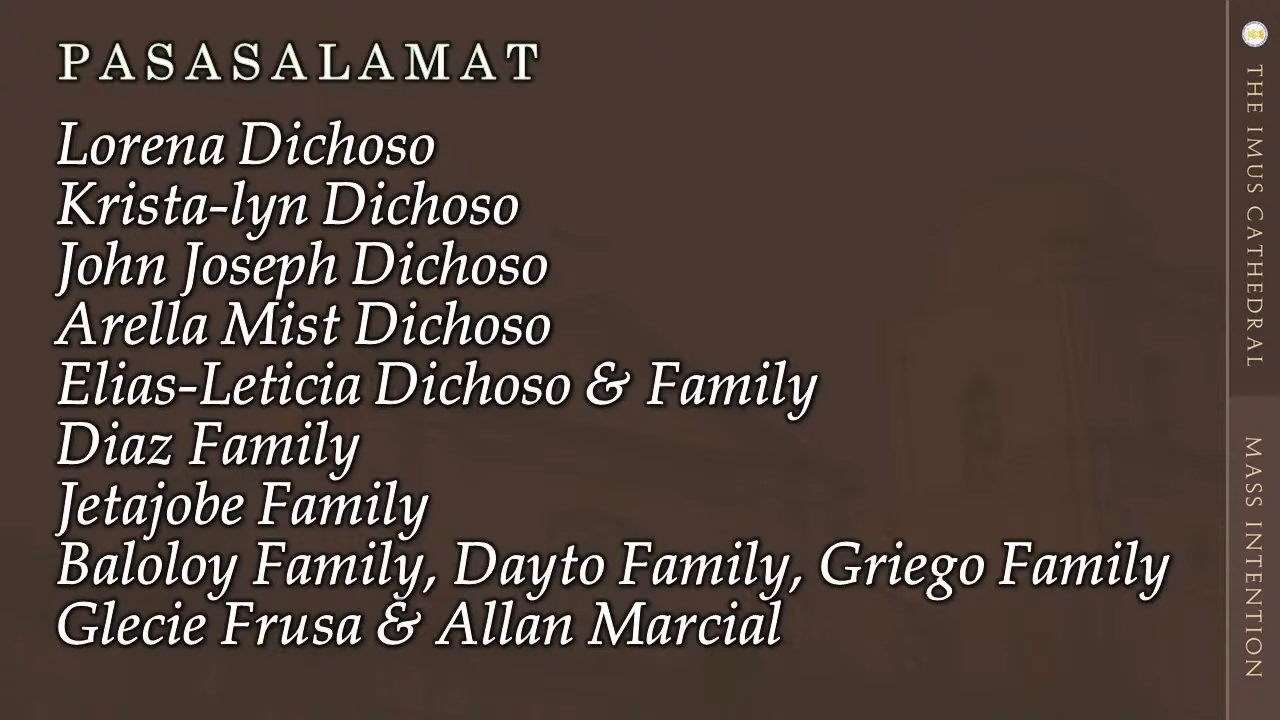 PASASALAMAT
Lorena Dichoso
Krista-lyn Dichoso
John Joseph Dichoso
Arella Mist Dichoso
Elias-Leticia Dichoso & Family
Diaz Family
Jetajobe Family
Baloloy Family, Dayto Family, Griego Family
Glecie Frusa & Allan Marcial
THE IMUS CATHEDRAL
MASS INTENTION